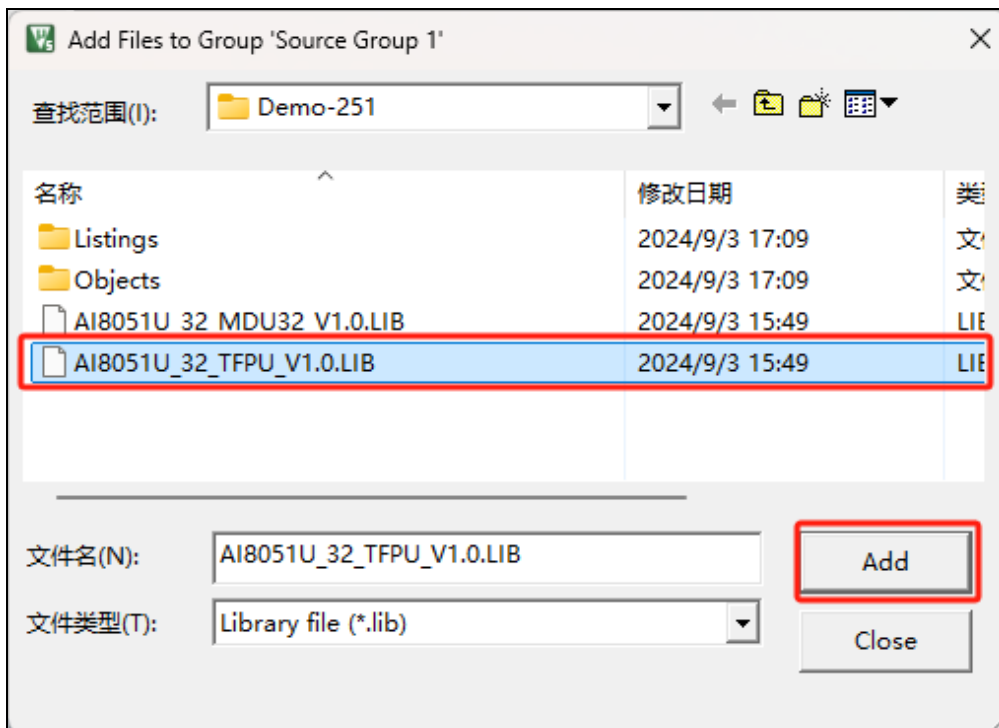 Add Files to Group 'Source Group 1'
查找范围(I): Demo-251
名称 修改日期
Listings 2024/9/3 17:09 文
Objects 2024/9/3 17:09 文
AI8051U_32_MDU32_V1.0.LIB 2024/9/3 15:49 LIE
AI8051U_32_TFPU_V1.0.LIB 2024/9/3 15:49 LIE
文件名(N): AI8051U_32_TFPU_V1.0.LIB Add
文件类型(T): Library file (*.lib)
Close